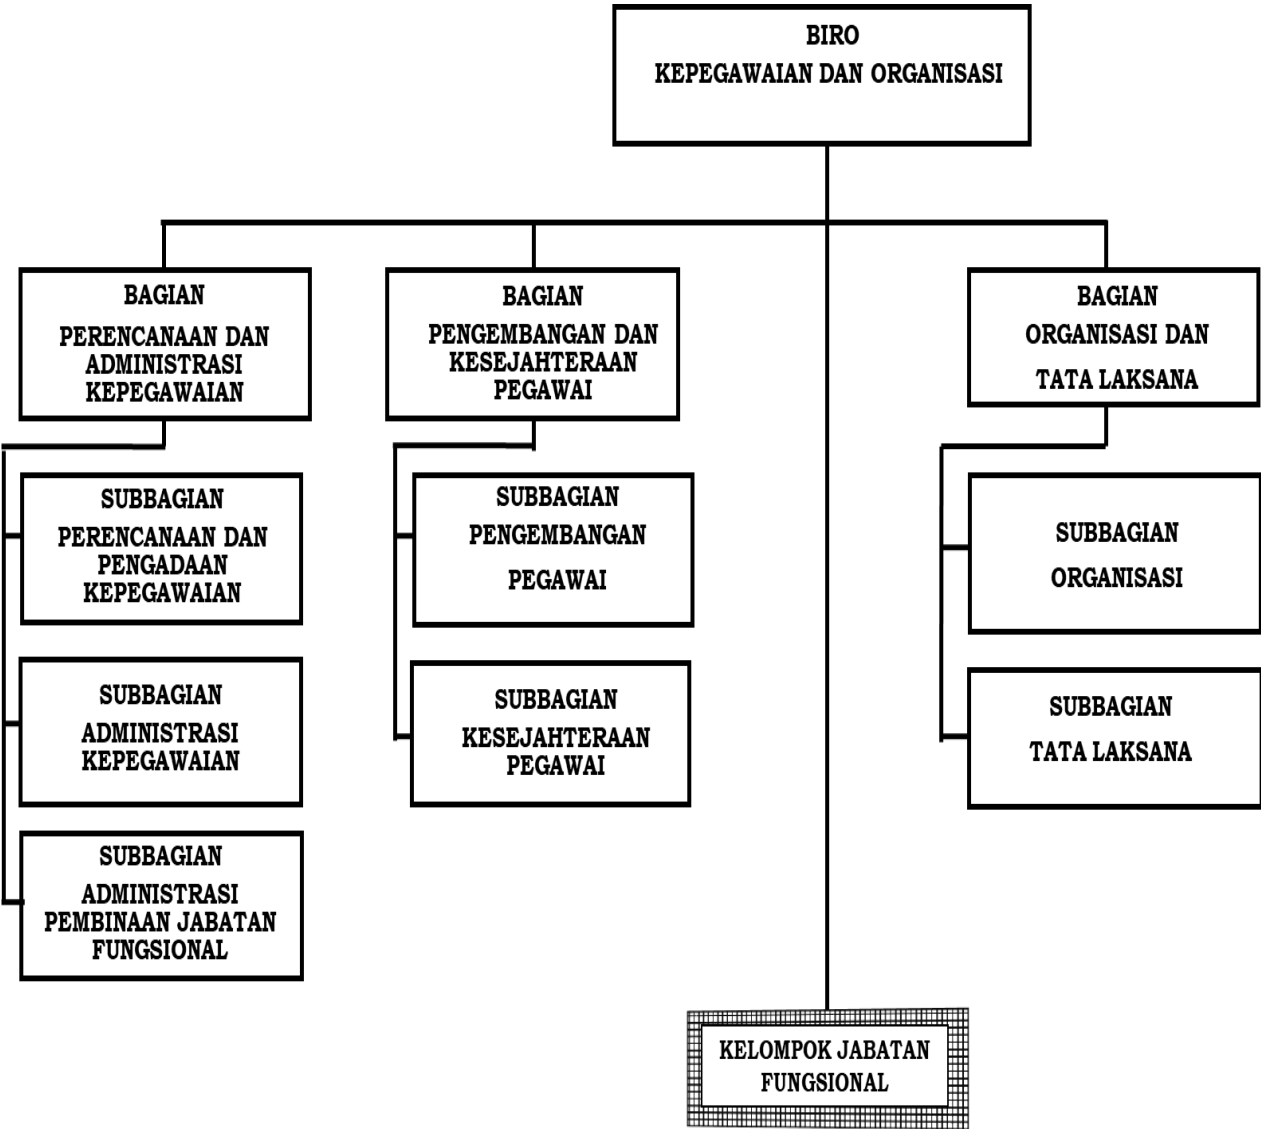 BIRO
KEPEGAWAIAN DAN ORGANISASI
BAGIAN
PERENCANAAN DAN
ADMINISTRASI
KEPEGAWAIAN
BAGIAN
PENGEMBANGAN DAN
KESEJAHTERAAN
PEGAWAI
BAGIAN
ORGANISASI DAN
TATA LAKSANA
SUBBAGIAN
PERENCANAAN DAN
PENGADAAN
KEPEGAWAIAN
SUBBAGIAN
PENGEMBANGAN
PEGAWAI
SUBBAGIAN
ORGANISASI
SUBBAGIAN
ADMINISTRASI
KEPEGAWAIAN
SUBBAGIAN
KESEJAHTERAAN
PEGAWAI
SUBBAGIAN
TATA LAKSANA
SUBBAGIAN
ADMINISTRASI
PEMBINAAN JABATAN
FUNGSIONAL
KELOMPOK JABATAN
FUNGSIONAL